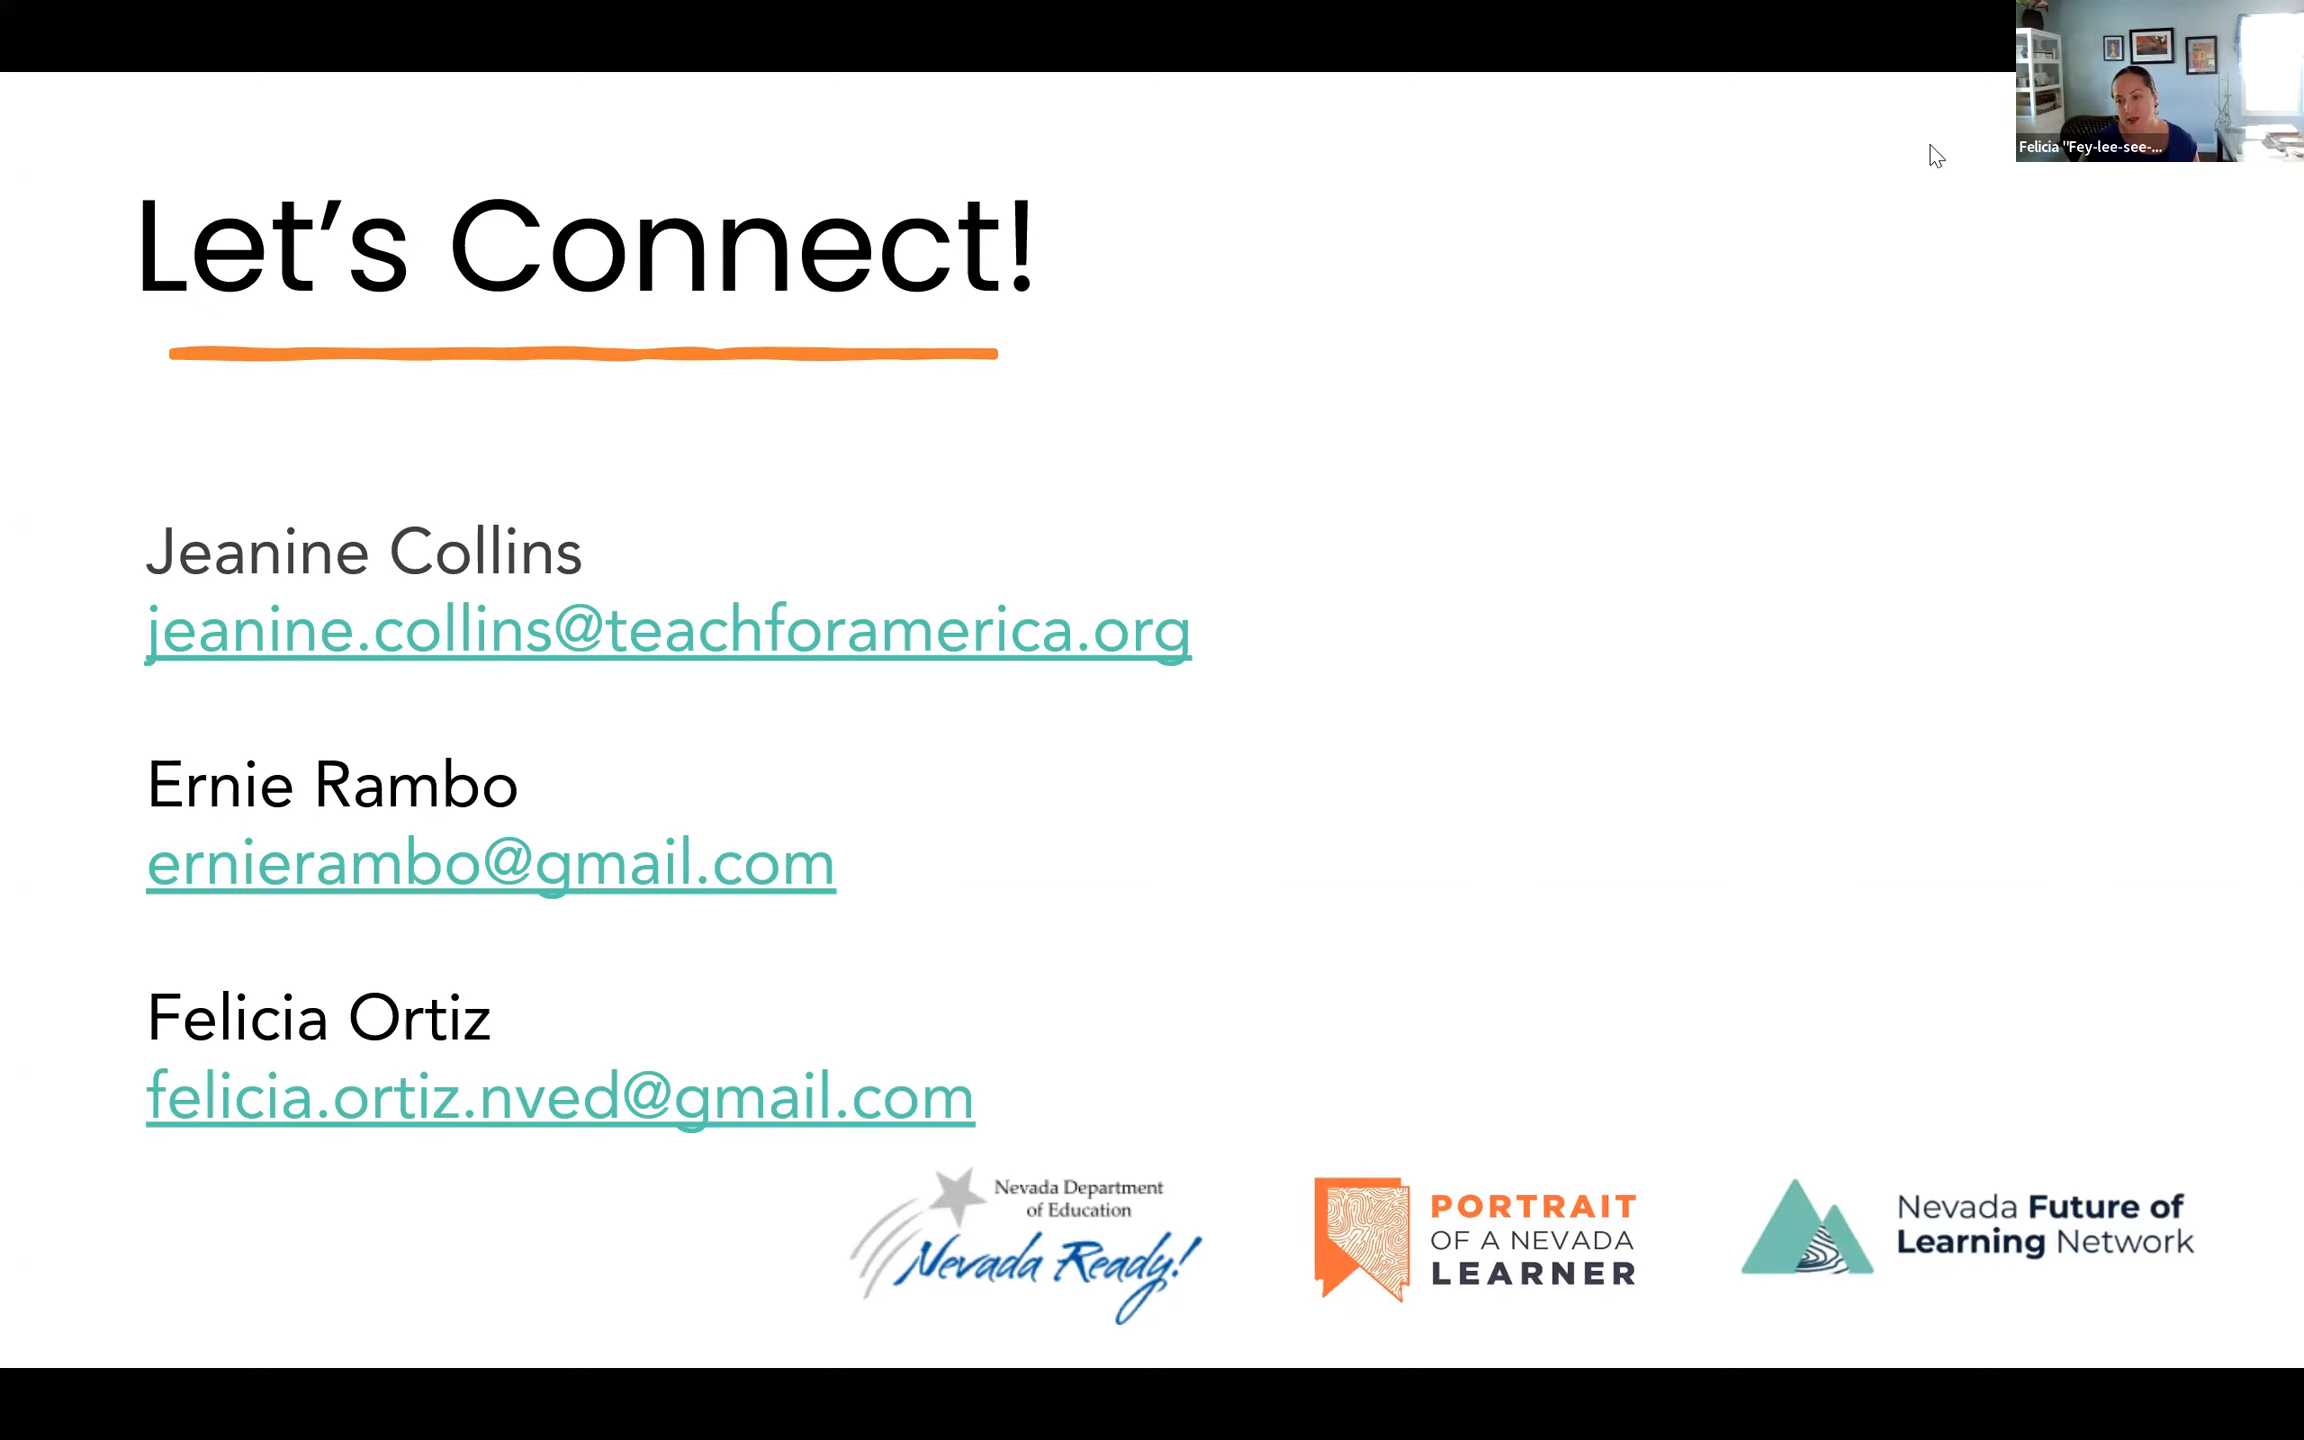 Felicia "Fey-lee-see-...
Let's Connect!
Jeanine Collins
jeanine.collins@teachforamerica.org
Ernie Rambo
ernierambo@gmail.com
Felicia Ortiz
felicia.ortiz.nved@gmail.com
Nevada Department
of Education
Nevada Ready!
PORTRAIT
OF A NEVADA
LEARNER
Nevada Future of
Learning Network